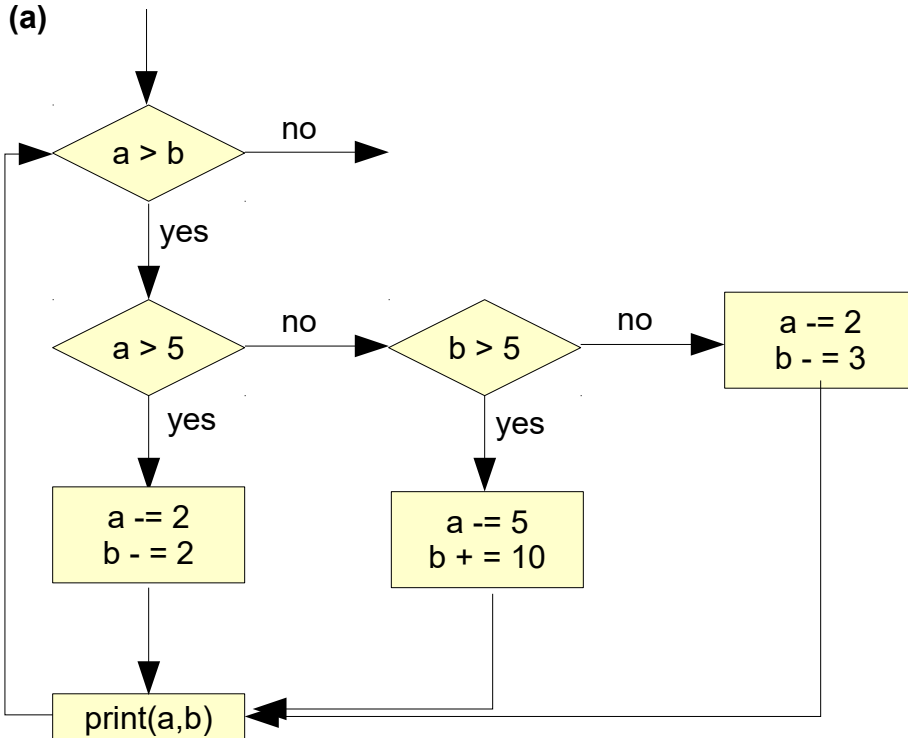 (a)
a > b
no
yes
a > 5
no
b > 5
no
a -= 2
b - = 3
yes
yes
a -= 2
b - = 2
a -= 5
b + = 10
print(a,b)